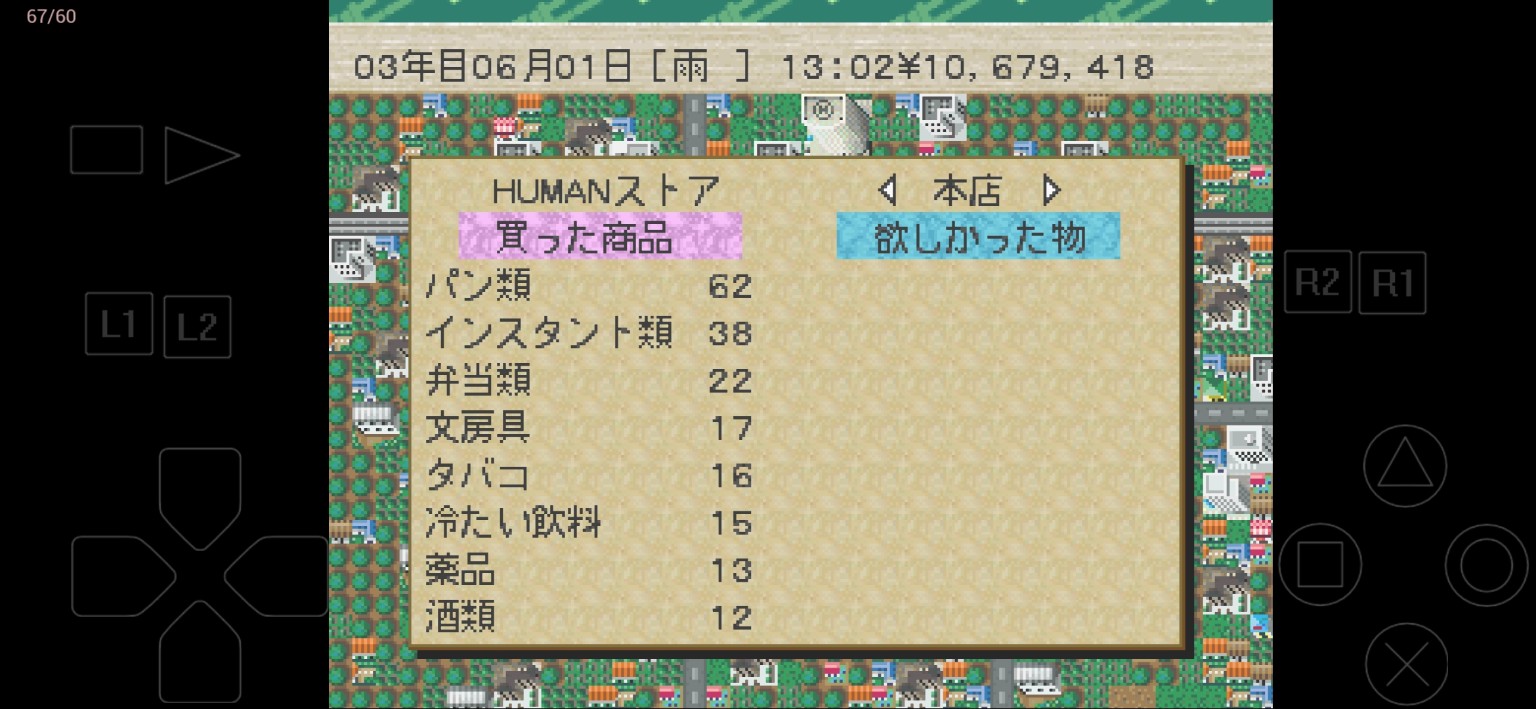 67/60
03年目06月01日[雨 ] 13:02¥10,679,418
HUMANストア ◁ 本店 ▷
買った商品 欲しかった物
パン類 62
インスタント類 38
弁当類 22
文房具 17
タバコ 16
冷たい飲料 15
薬品 13
酒類 12
L1 L2
R2 R1